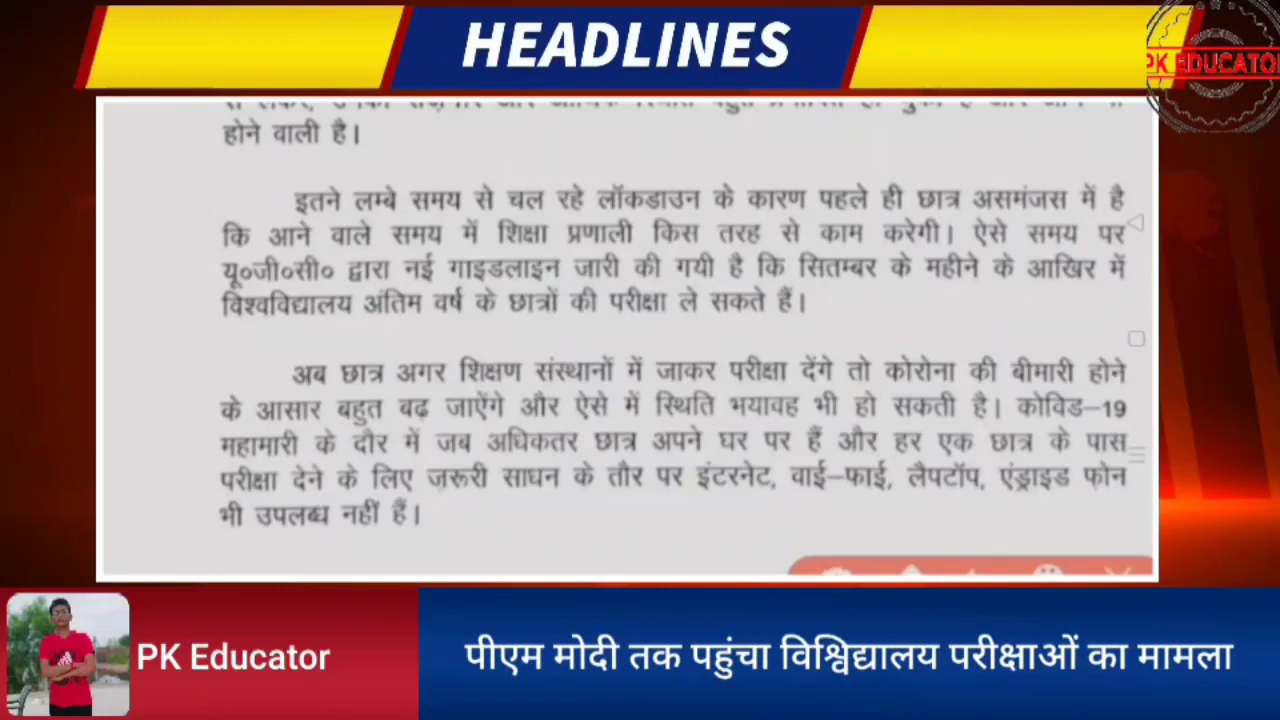 HEADLINES
PK EDUCATOR
होने वाली है।
इतने लम्बे समय से चल रहे लॉकडाउन के कारण पहले ही छात्र असमंजस में है
कि आने वाले समय में शिक्षा प्रणाली किस तरह से काम करेगी। ऐसे समय पर
यू०जी०सी० द्वारा नई गाइडलाइन जारी की गयी है कि सितम्बर के महीने के आखिर में
विश्वविद्यालय अंतिम वर्ष के छात्रों की परीक्षा ले सकते हैं।
अब छात्र अगर शिक्षण संस्थानों में जाकर परीक्षा देंगे तो कोरोना की बीमारी होने
के आसार बहुत बढ़ जाऐंगे और ऐसे में स्थिति भयावह भी हो सकती है। कोविड–19
महामारी के दौर में जब अधिकतर छात्र अपने घर पर हैं और हर एक छात्र के पास
परीक्षा देने के लिए ज़रूरी साधन के तौर पर इंटरनेट, वाई–फाई, लैपटॉप, एंड्राइड फोन
भी उपलब्ध नहीं हैं।
PK Educator
पीएम मोदी तक पहुंचा विश्विद्यालय परीक्षाओं का मामला